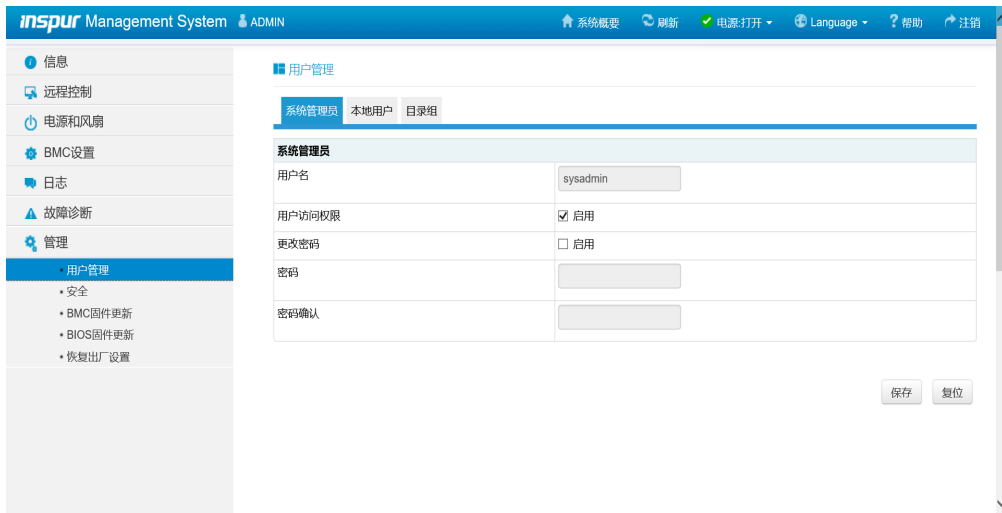 inspur Management System ADMIN 系统概要 刷新 电源:打开 Language 帮助 注销
信息
远程控制
电源和风扇
BMC设置
日志
故障诊断
管理
用户管理
安全
BMC固件更新
BIOS固件更新
恢复出厂设置
用户管理
系统管理员 本地用户 目录组
系统管理员
用户名 sysadmin
用户访问权限 启用
更改密码 启用
密码
密码确认
保存 复位